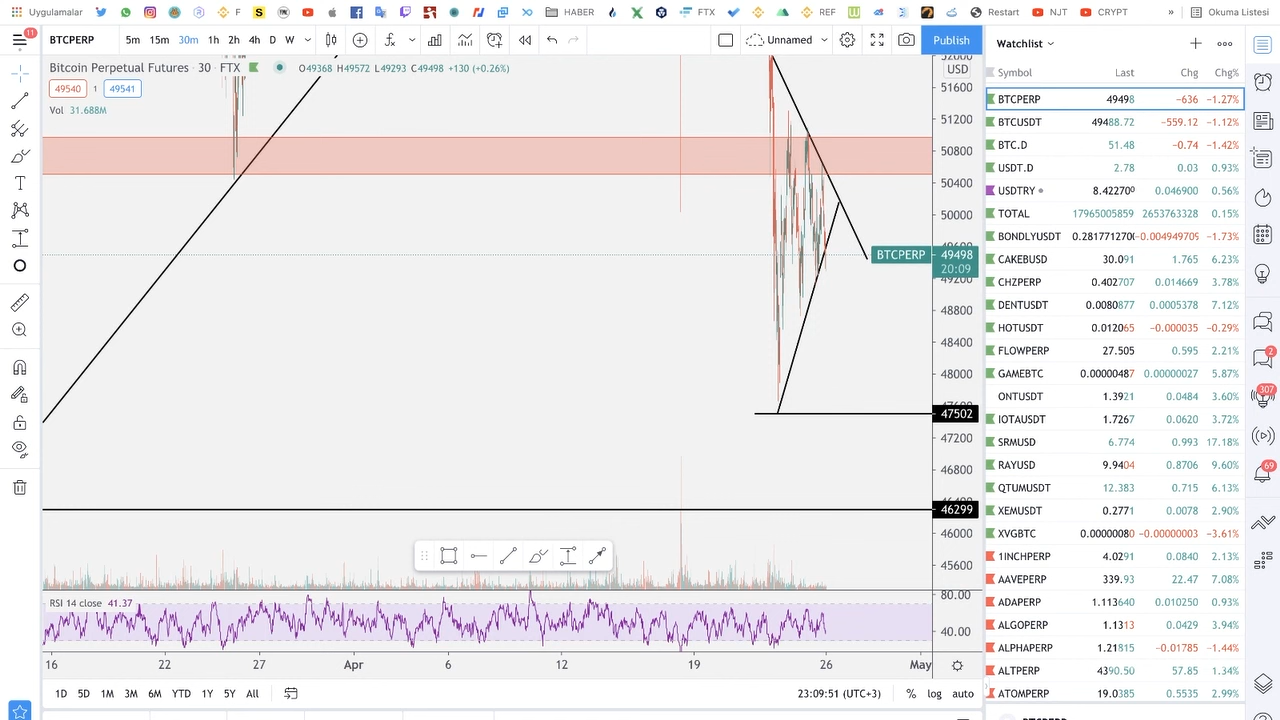 Uygulamalar F FTX HABER REF Restart NJT CRYPT » Okuma Listesi
11 BTCPERP 5m 15m 30m 1h 2h 4h D W Unnamed Publish
Watchlist
Bitcoin Perpetual Futures · 30 · FTX O49368 H49572 L49293 C49498 +130 (+0.26%)
49540 1 49541
Vol 31.688M
USD
51600
51200
50800
50400
50000
BTCPERP 49498
20:09
49200
48800
48400
48000
47502
47200
46800
46299
46000
45600
RSI 14 close 41.37
80.00
40.00
16 22 27 Apr 6 12 19 26 May
1D 5D 1M 3M 6M YTD 1Y 5Y All 23:09:51 (UTC+3) % log auto
Symbol Last Chg Chg%
BTCPERP 49498 −636 −1.27%
BTCUSDT 49488.72 −559.12 −1.12%
BTC.D 51.48 −0.74 −1.42%
USDT.D 2.78 0.03 0.93%
USDTRY 8.422700 0.046900 0.56%
TOTAL 17965005859 2653763328 0.15%
BONDLYUSDT 0.281771270 −0.004949709 −1.73%
CAKEBUSD 30.091 1.765 6.23%
CHZPERP 0.402707 0.014669 3.78%
DENTUSDT 0.0080877 0.0005378 7.12%
HOTUSDT 0.012065 −0.000035 −0.29%
FLOWPERP 27.505 0.595 2.21%
GAMEBTC 0.00000487 0.00000027 5.87%
ONTUSDT 1.3921 0.0484 3.60%
IOTAUSDT 1.7267 0.0620 3.72%
SRMUSD 6.774 0.993 17.18%
RAYUSD 9.9404 0.8706 9.60%
QTUMUSDT 12.383 0.715 6.13%
XEMUSDT 0.2771 0.0078 2.90%
XVGBTC 0.00000080 −0.00000003 −3.61%
1INCHPERP 4.0291 0.0840 2.13%
AAVEPERP 339.93 22.47 7.08%
ADAPERP 1.113640 0.010250 0.93%
ALGOPERP 1.1313 0.0429 3.94%
ALPHAPERP 1.21815 −0.01785 −1.44%
ALTPERP 4390.50 57.85 1.34%
ATOMPERP 19.0385 0.5535 2.99%
2
307
69